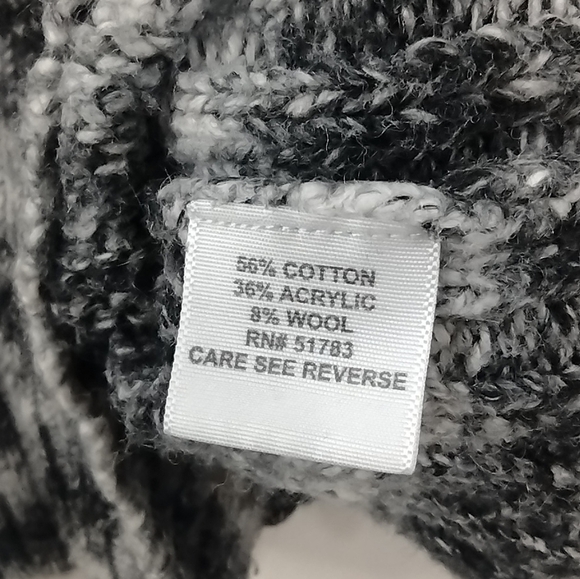 56% COTTON
36% ACRYLIC
8% WOOL
RN# 51783
CARE SEE REVERSE